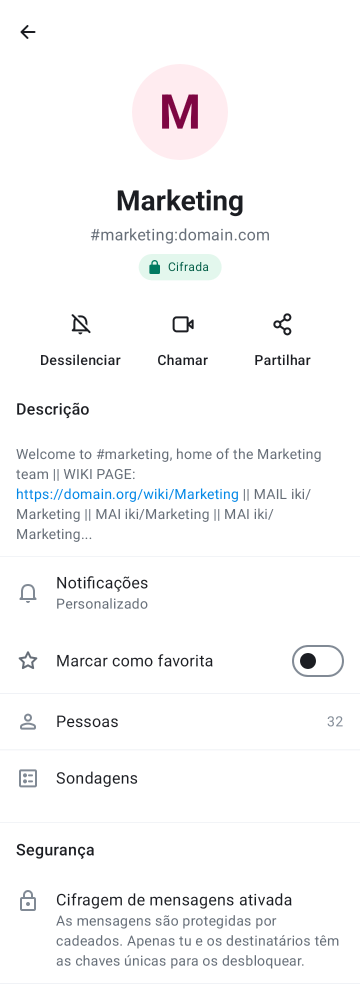 M
Marketing
#marketing:domain.com
Cifrada
Dessilenciar Chamar Partilhar
Descrição
Welcome to #marketing, home of the Marketing
team || WIKI PAGE:
https://domain.org/wiki/Marketing || MAIL iki/
Marketing || MAI iki/Marketing || MAI iki/
Marketing...
Notificações
Personalizado
Marcar como favorita
Pessoas 32
Sondagens
Segurança
Cifragem de mensagens ativada
As mensagens são protegidas por
cadeados. Apenas tu e os destinatários têm
as chaves únicas para os desbloquear.